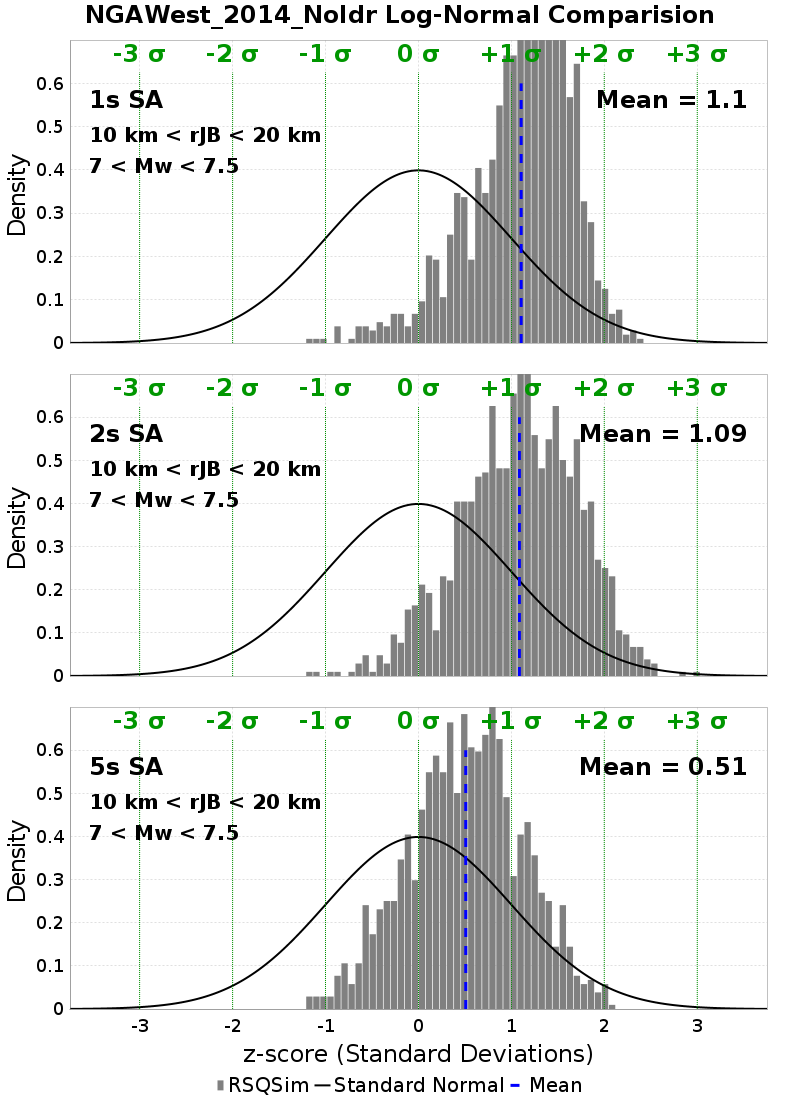 NGAWest_2014_NoIdr Log-Normal Comparision
-3 σ -2 σ -1 σ 0 σ +1 σ +2 σ +3 σ
0.6
1s SA Mean = 1.1
0.5
10 km < rJB < 20 km
7 < Mw < 7.5
0.4
0.3
0.2
0.1
0
Density
-3 σ -2 σ -1 σ 0 σ +1 σ +2 σ +3 σ
0.6
2s SA Mean = 1.09
0.5
10 km < rJB < 20 km
7 < Mw < 7.5
0.4
0.3
0.2
0.1
0
Density
-3 σ -2 σ -1 σ 0 σ +1 σ +2 σ +3 σ
0.6
5s SA Mean = 0.51
0.5
10 km < rJB < 20 km
7 < Mw < 7.5
0.4
0.3
0.2
0.1
0
Density
-3 -2 -1 0 1 2 3
z-score (Standard Deviations)
RSQSim Standard Normal Mean